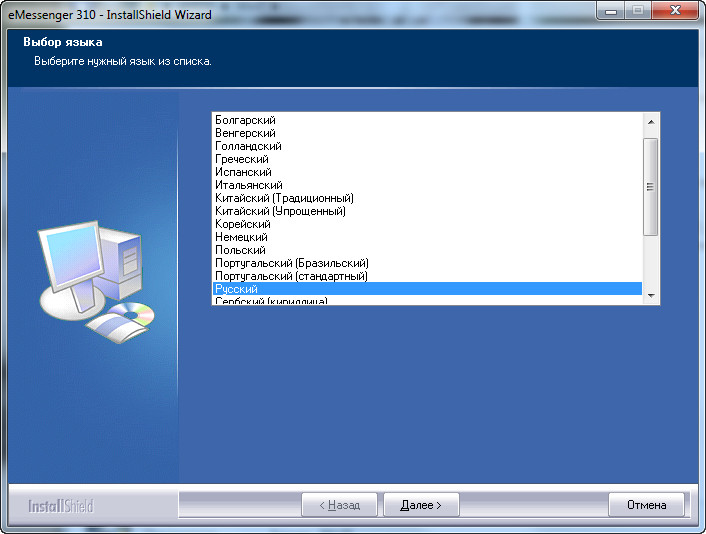 eMessenger 310 - InstallShield Wizard
Выбор языка
Выберите нужный язык из списка.
Болгарский
Венгерский
Голландский
Греческий
Испанский
Итальянский
Китайский (Традиционный)
Китайский (Упрощенный)
Корейский
Немецкий
Польский
Португальский (Бразильский)
Португальский (стандартный)
Русский
Сербский (кириллица)
InstallShield
< Назад
Далее >
Отмена